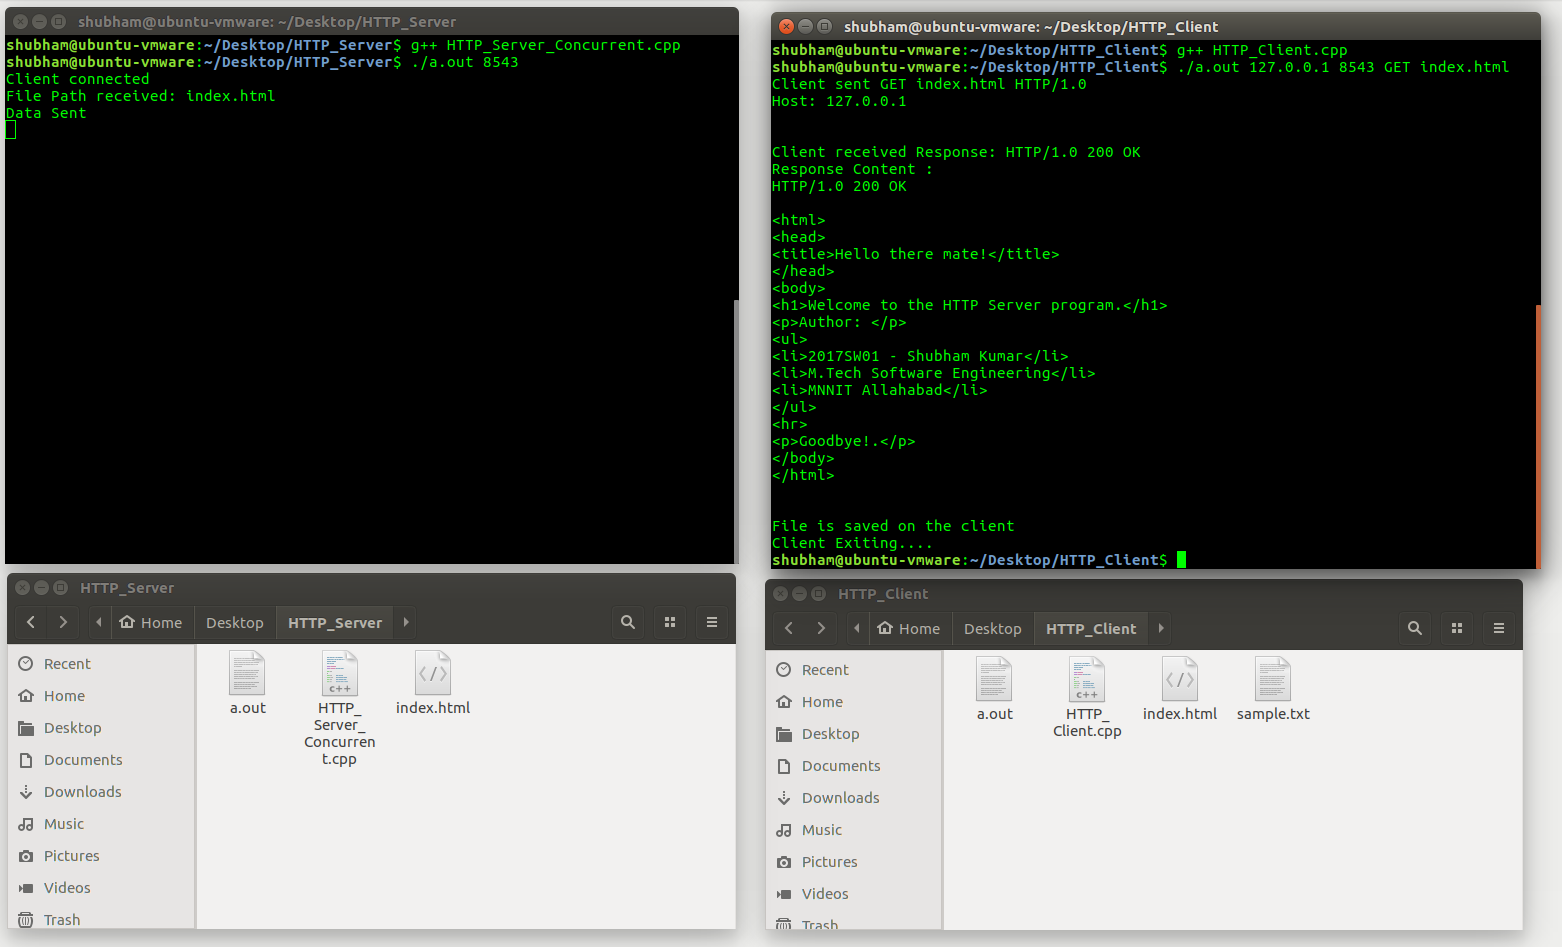 shubham@ubuntu-vmware: ~/Desktop/HTTP_Server
shubham@ubuntu-vmware:~/Desktop/HTTP_Server$ g++ HTTP_Server_Concurrent.cpp
shubham@ubuntu-vmware:~/Desktop/HTTP_Server$ ./a.out 8543
Client connected
File Path received: index.html
Data Sent
shubham@ubuntu-vmware: ~/Desktop/HTTP_Client
shubham@ubuntu-vmware:~/Desktop/HTTP_Client$ g++ HTTP_Client.cpp
shubham@ubuntu-vmware:~/Desktop/HTTP_Client$ ./a.out 127.0.0.1 8543 GET index.html
Client sent GET index.html HTTP/1.0
Host: 127.0.0.1
Client received Response: HTTP/1.0 200 OK
Response Content :
HTTP/1.0 200 OK
<html>
<head>
<title>Hello there mate!</title>
</head>
<body>
<h1>Welcome to the HTTP Server program.</h1>
<p>Author: </p>
<ul>
<li>2017SW01 - Shubham Kumar</li>
<li>M.Tech Software Engineering</li>
<li>MNNIT Allahabad</li>
</ul>
<hr>
<p>Goodbye!.</p>
</body>
</html>
File is saved on the client
Client Exiting....
shubham@ubuntu-vmware:~/Desktop/HTTP_Client$
HTTP_Server
Home Desktop HTTP_Server
Recent
Home
Desktop
Documents
Downloads
Music
Pictures
Videos
Trash
a.out
HTTP_
Server_
Concurren
t.cpp
index.html
HTTP_Client
Home Desktop HTTP_Client
Recent
Home
Desktop
Documents
Downloads
Music
Pictures
Videos
Trash
a.out
HTTP_
Client.cpp
index.html
sample.txt